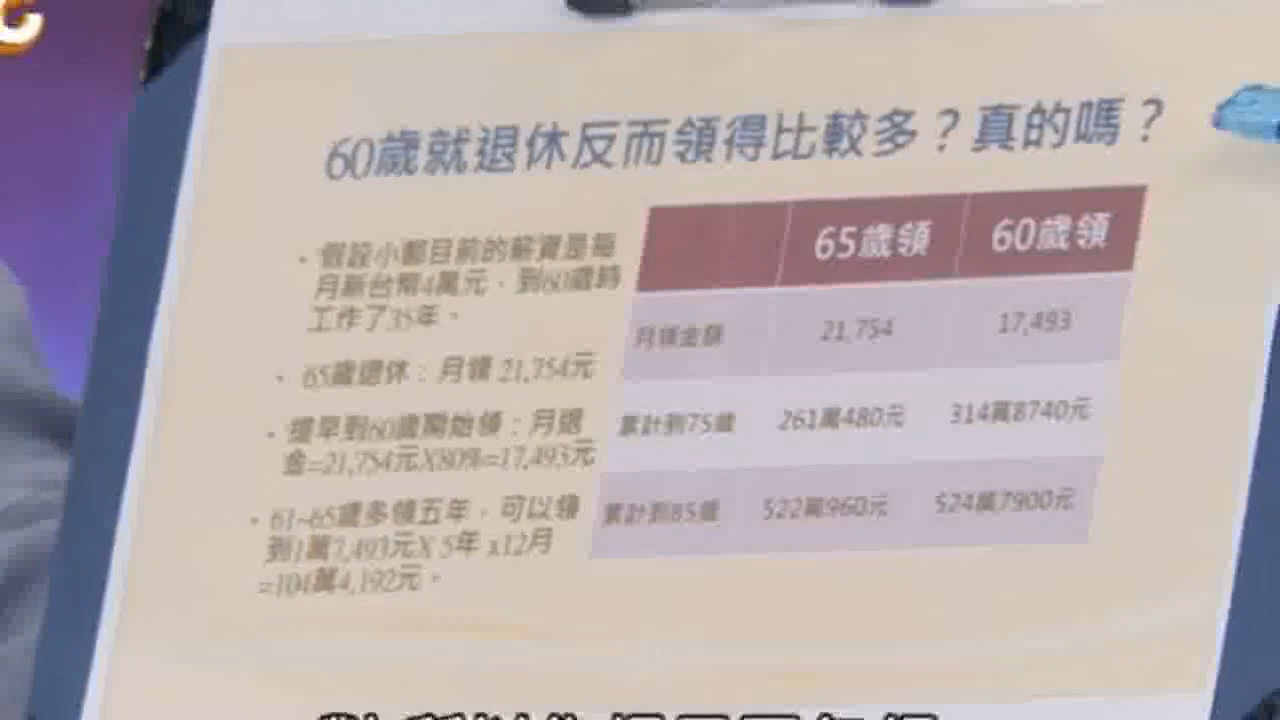 60歲就退休反而領得比較多？真的嗎？
• 假設小鄒目前的薪資是每
月新台幣4萬元，到60歲時
工作了35年。
• 65歲退休：月領 21,754元
• 提早到60歲開始領：月退
金=21,754元X80%=17,493元
• 61~65歲多領五年，可以領
到1萬7,493元X 5年 x12月
=104萬4,192元。
65歲領 60歲領
月領金額 21,754 17,493
累計到75歲 261萬480元 314萬8740元
累計到85歲 522萬960元 524萬7900元